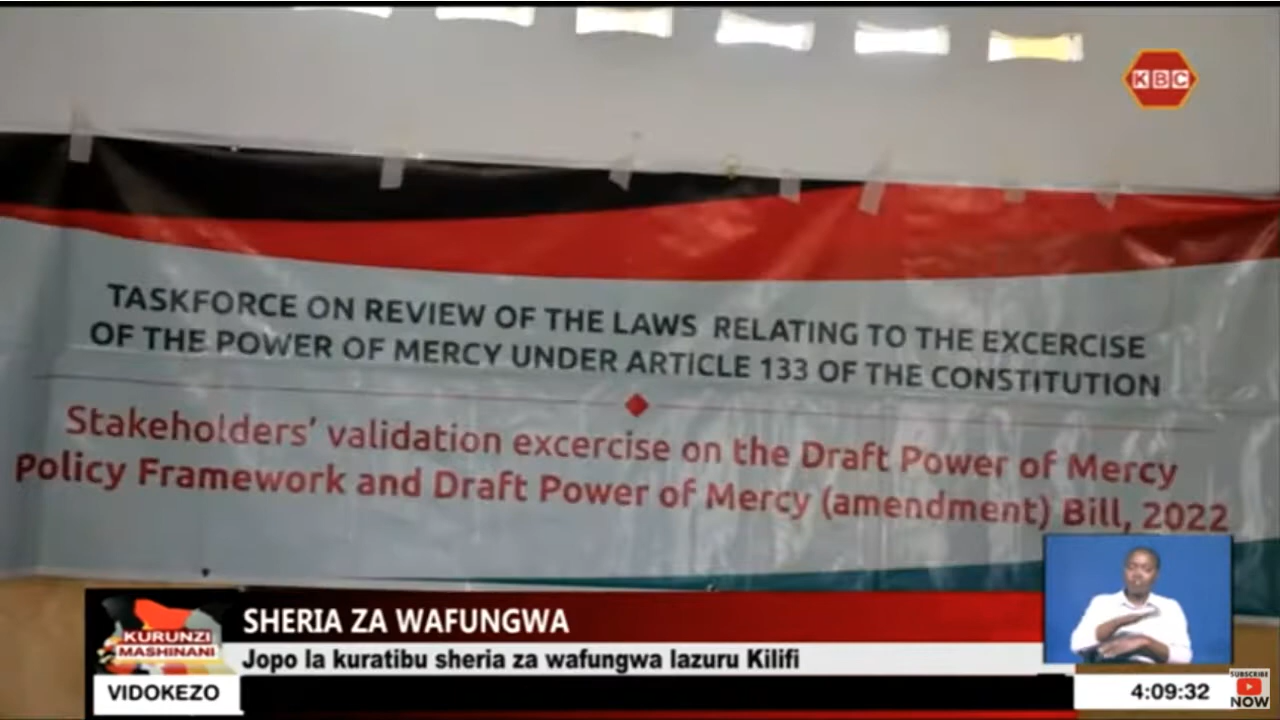 KBC
TASKFORCE ON REVIEW OF THE LAWS RELATING TO THE EXCERCISE
OF THE POWER OF MERCY UNDER ARTICLE 133 OF THE CONSTITUTION
Stakeholders' validation excercise on the Draft Power of Mercy
Policy Framework and Draft Power of Mercy (amendment) Bill, 2022
SHERIA ZA WAFUNGWA
KURUNZI
MASHINANI
Jopo la kuratibu sheria za wafungwa lazuru Kilifi
VIDOKEZO
4:09:32
SUBSCRIBE
NOW